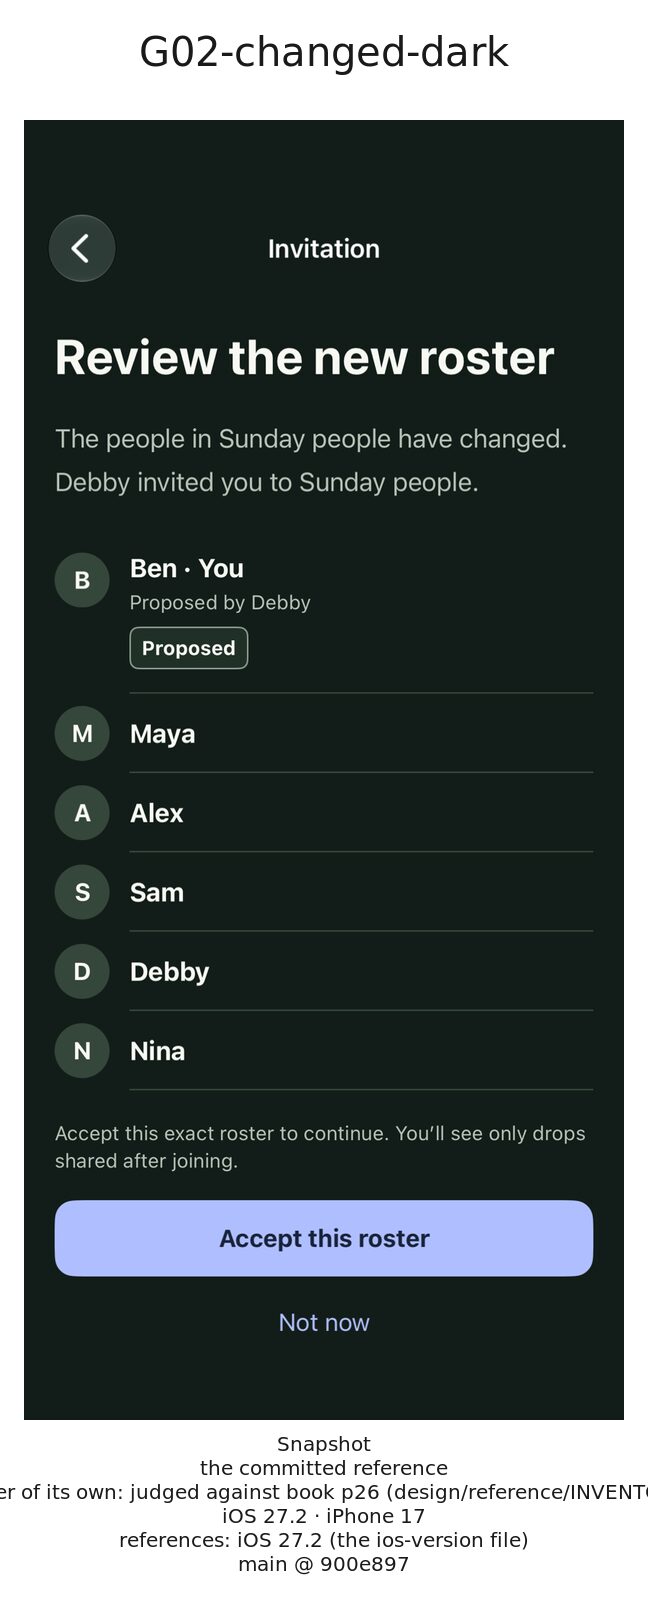 G02-changed-dark
Invitation
Review the new roster
The people in Sunday people have changed.
Debby invited you to Sunday people.
B
Ben · You
Proposed by Debby
Proposed
M
Maya
A
Alex
S
Sam
D
Debby
N
Nina
Accept this exact roster to continue. You’ll see only drops
shared after joining.
Accept this roster
Not now
Snapshot
the committed reference
of its own: judged against book p26 (design/reference/
iOS 27.2 · iPhone 17
references: iOS 27.2 (the ios-version file)
main @ 900e897